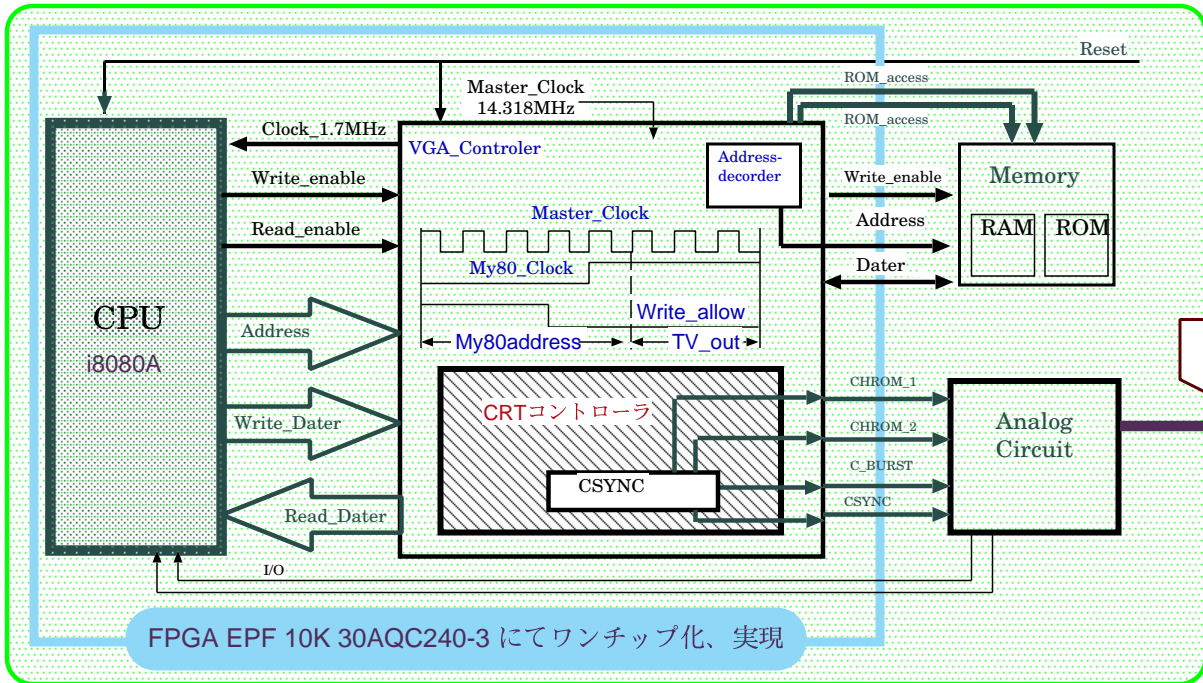 Reset
ROM_access
ROM_access
Master_Clock
14.318MHz
Clock_1.7MHz
VGA_Controler
Address-
decorder
Write_enable
Read_enable
Write_enable
Memory
RAM
ROM
Address
Dater
Master_Clock
My80_Clock
Write_allow
My80address
TV_out
CPU
i8080A
Address
Write_Dater
Read_Dater
CRTコントローラ
CSYNC
CHROM_1
CHROM_2
C_BURST
CSYNC
Analog
Circuit
I/O
FPGA EPF 10K 30AQC240-3 にてワンチップ化、実現